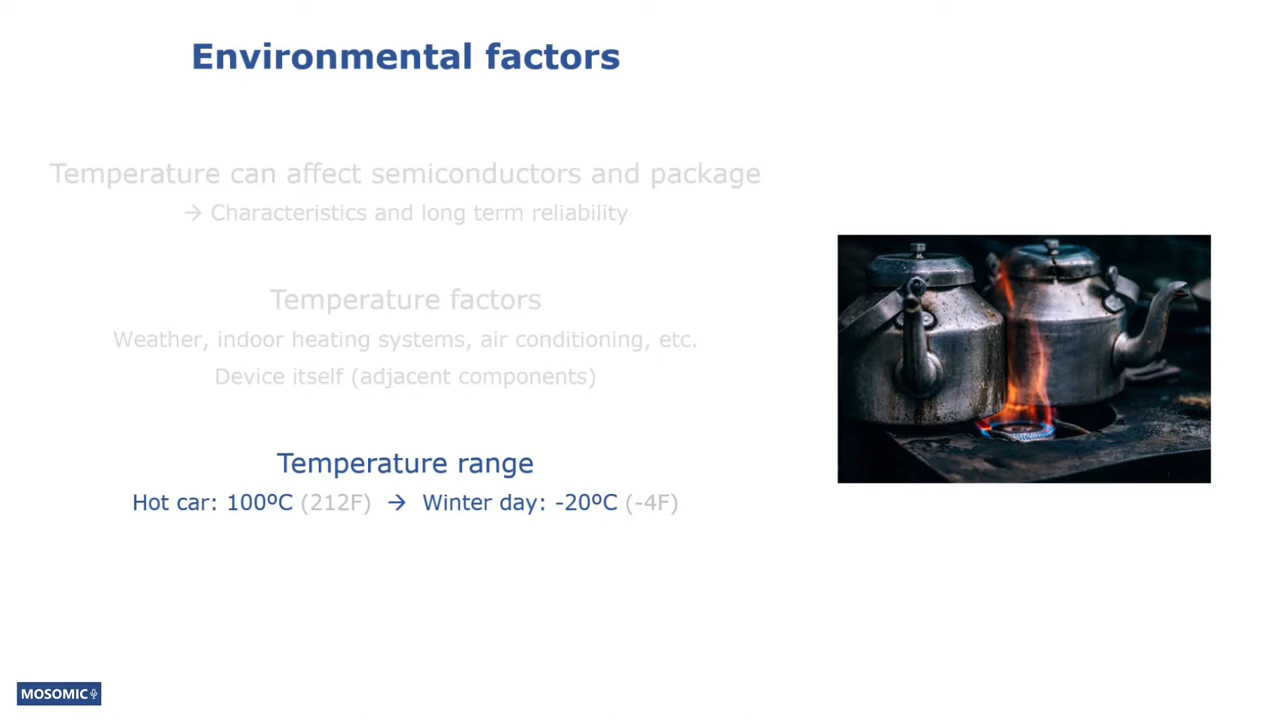 Environmental factors
Temperature can affect semiconductors and package
→ Characteristics and long term reliability
Temperature factors
Weather, indoor heating systems, air conditioning, etc.
Device itself (adjacent components)
Temperature range
Hot car: 100ºC (212F) → Winter day: -20ºC (-4F)
MOSOMIC